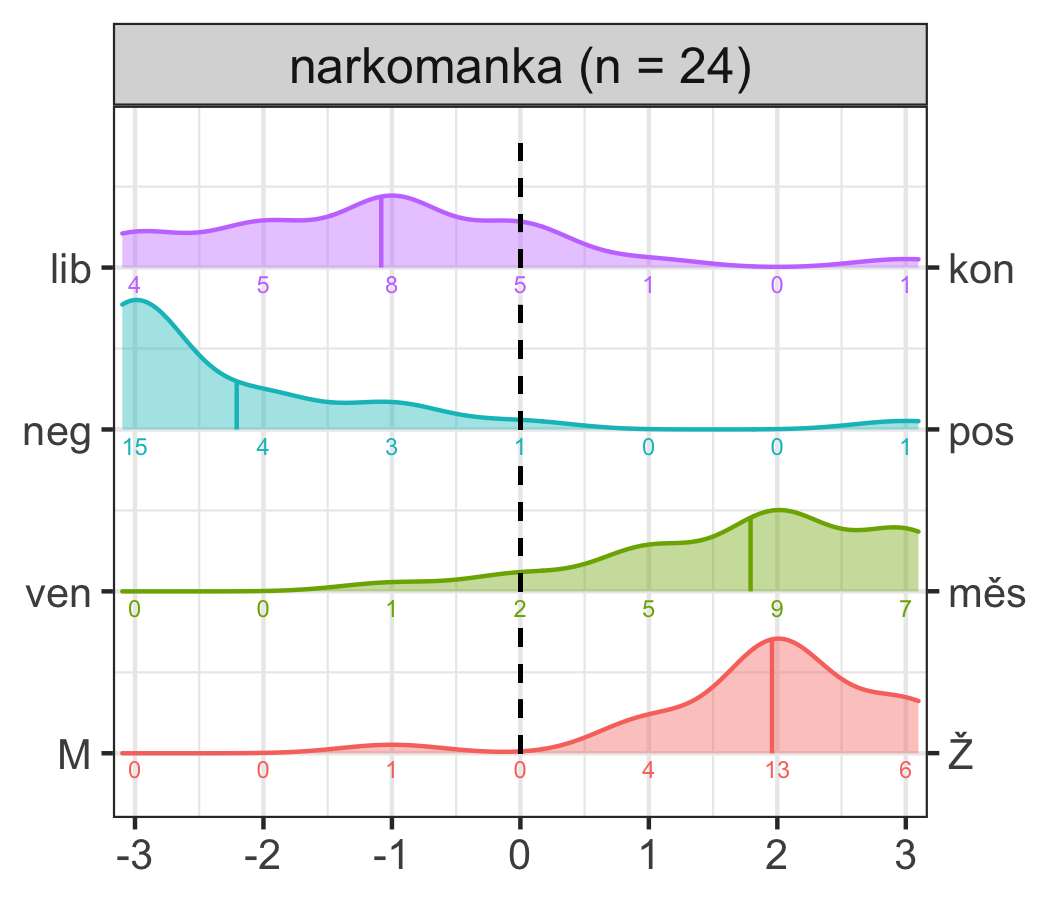 narkomanka (n = 24)
lib kon
4 5 8 5 1 0 1
neg pos
15 4 3 1 0 0 1
ven měs
0 0 1 2 5 9 7
M Ž
0 0 1 0 4 13 6
-3 -2 -1 0 1 2 3